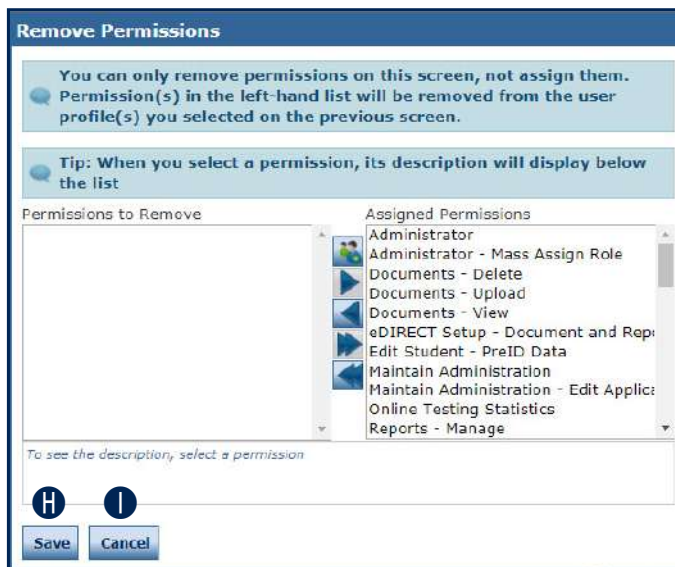 Remove Permissions
You can only remove permissions on this screen, not assign them.
Permission(s) in the left-hand list will be removed from the user
profile(s) you selected on the previous screen.
Tip: When you select a permission, its description will display below
the list
Permissions to Remove
Assigned Permissions
Administrator
Administrator - Mass Assign Role
Documents - Delete
Documents - Upload
Documents - View
eDIRECT Setup - Document and Repo
Edit Student - PreID Data
Maintain Administration
Maintain Administration - Edit Applica
Online Testing Statistics
Reports - Manage
To see the description, select a permission
H I
Save Cancel